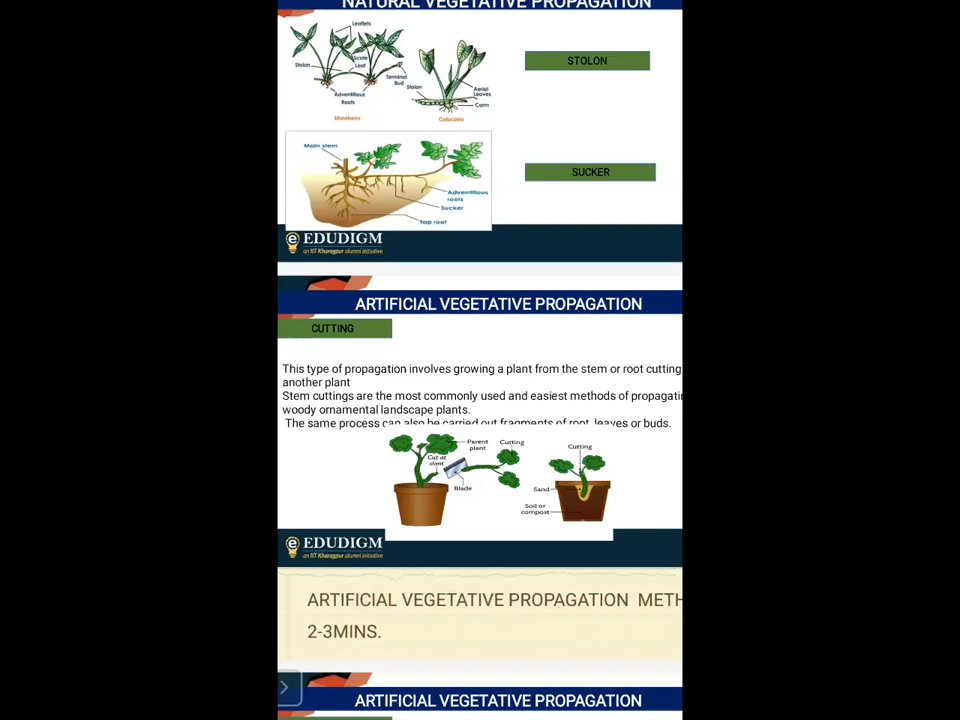 NATURAL VEGETATIVE PROPAGATION
Leaflets
Stolon
Scale
Leaf
Terminal
Bud
Adventitious
Roots
Strawberry
Stolon
Aerial
Leaves
Corn
Colocasia
STOLON
Main stem
Adventitious
roots
Sucker
Tap root
SUCKER
EDUDIGM
an IIT Kharagpur alumni initiative
ARTIFICIAL VEGETATIVE PROPAGATION
CUTTING
This type of propagation involves growing a plant from the stem or root cutting
another plant
Stem cuttings are the most commonly used and easiest methods of propagatin
woody ornamental landscape plants.
The same process can also be carried out fragments of root, leaves or buds.
Parent
plant
Cutting
Cut at
slant
Blade
Cutting
Sand
Soil or
compost
EDUDIGM
an IIT Kharagpur alumni initiative
ARTIFICIAL VEGETATIVE PROPAGATION METH
2-3MINS.
ARTIFICIAL VEGETATIVE PROPAGATION